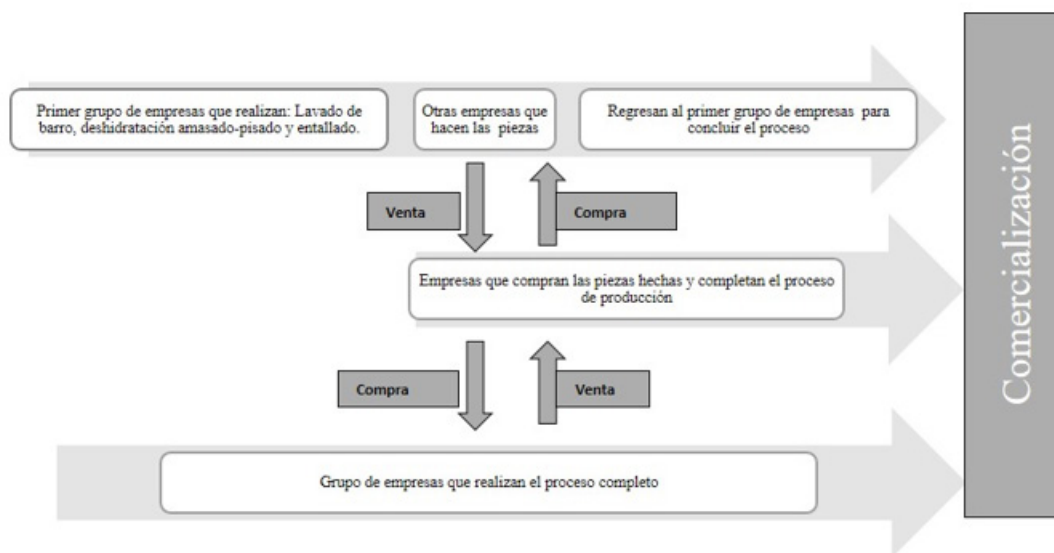 Primer grupo de empresas que realizan: Lavado de
barro, deshidratación amasado-pisado y entallado.
Otras empresas que
hacen las piezas
Regresan al primer grupo de empresas para
concluir el proceso
Venta
Compra
Empresas que compran las piezas hechas y completan el proceso
de producción
Compra
Venta
Grupo de empresas que realizan el proceso completo
Comercialización